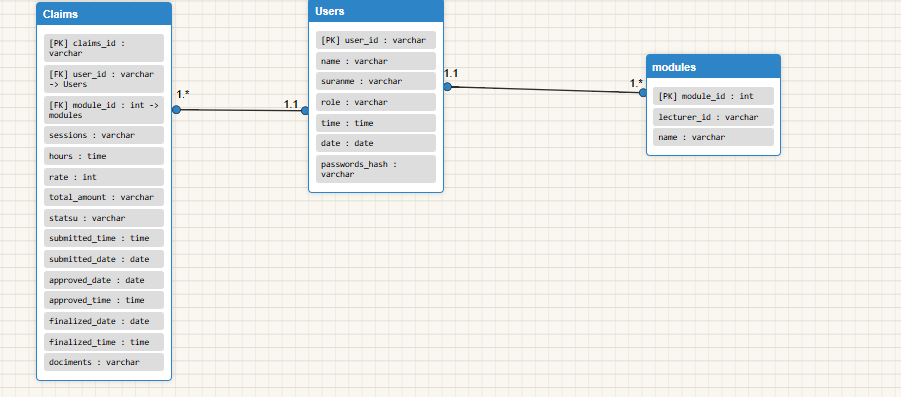 Claims
[PK] claims_id :
varchar
[FK] user_id : varchar
-> Users
[FK] module_id : int ->
modules
sessions : varchar
hours : time
rate : int
total_amount : varchar
statsu : varchar
submitted_time : time
submitted_date : date
approved_date : date
approved_time : time
finalized_date : date
finalized_time : time
dociments : varchar
1.*
1.1
Users
[PK] user_id : varchar
name : varchar
suranme : varchar
role : varchar
time : time
date : date
passwords_hash :
varchar
1.1
1.*
modules
[PK] module_id : int
lecturer_id : varchar
name : varchar